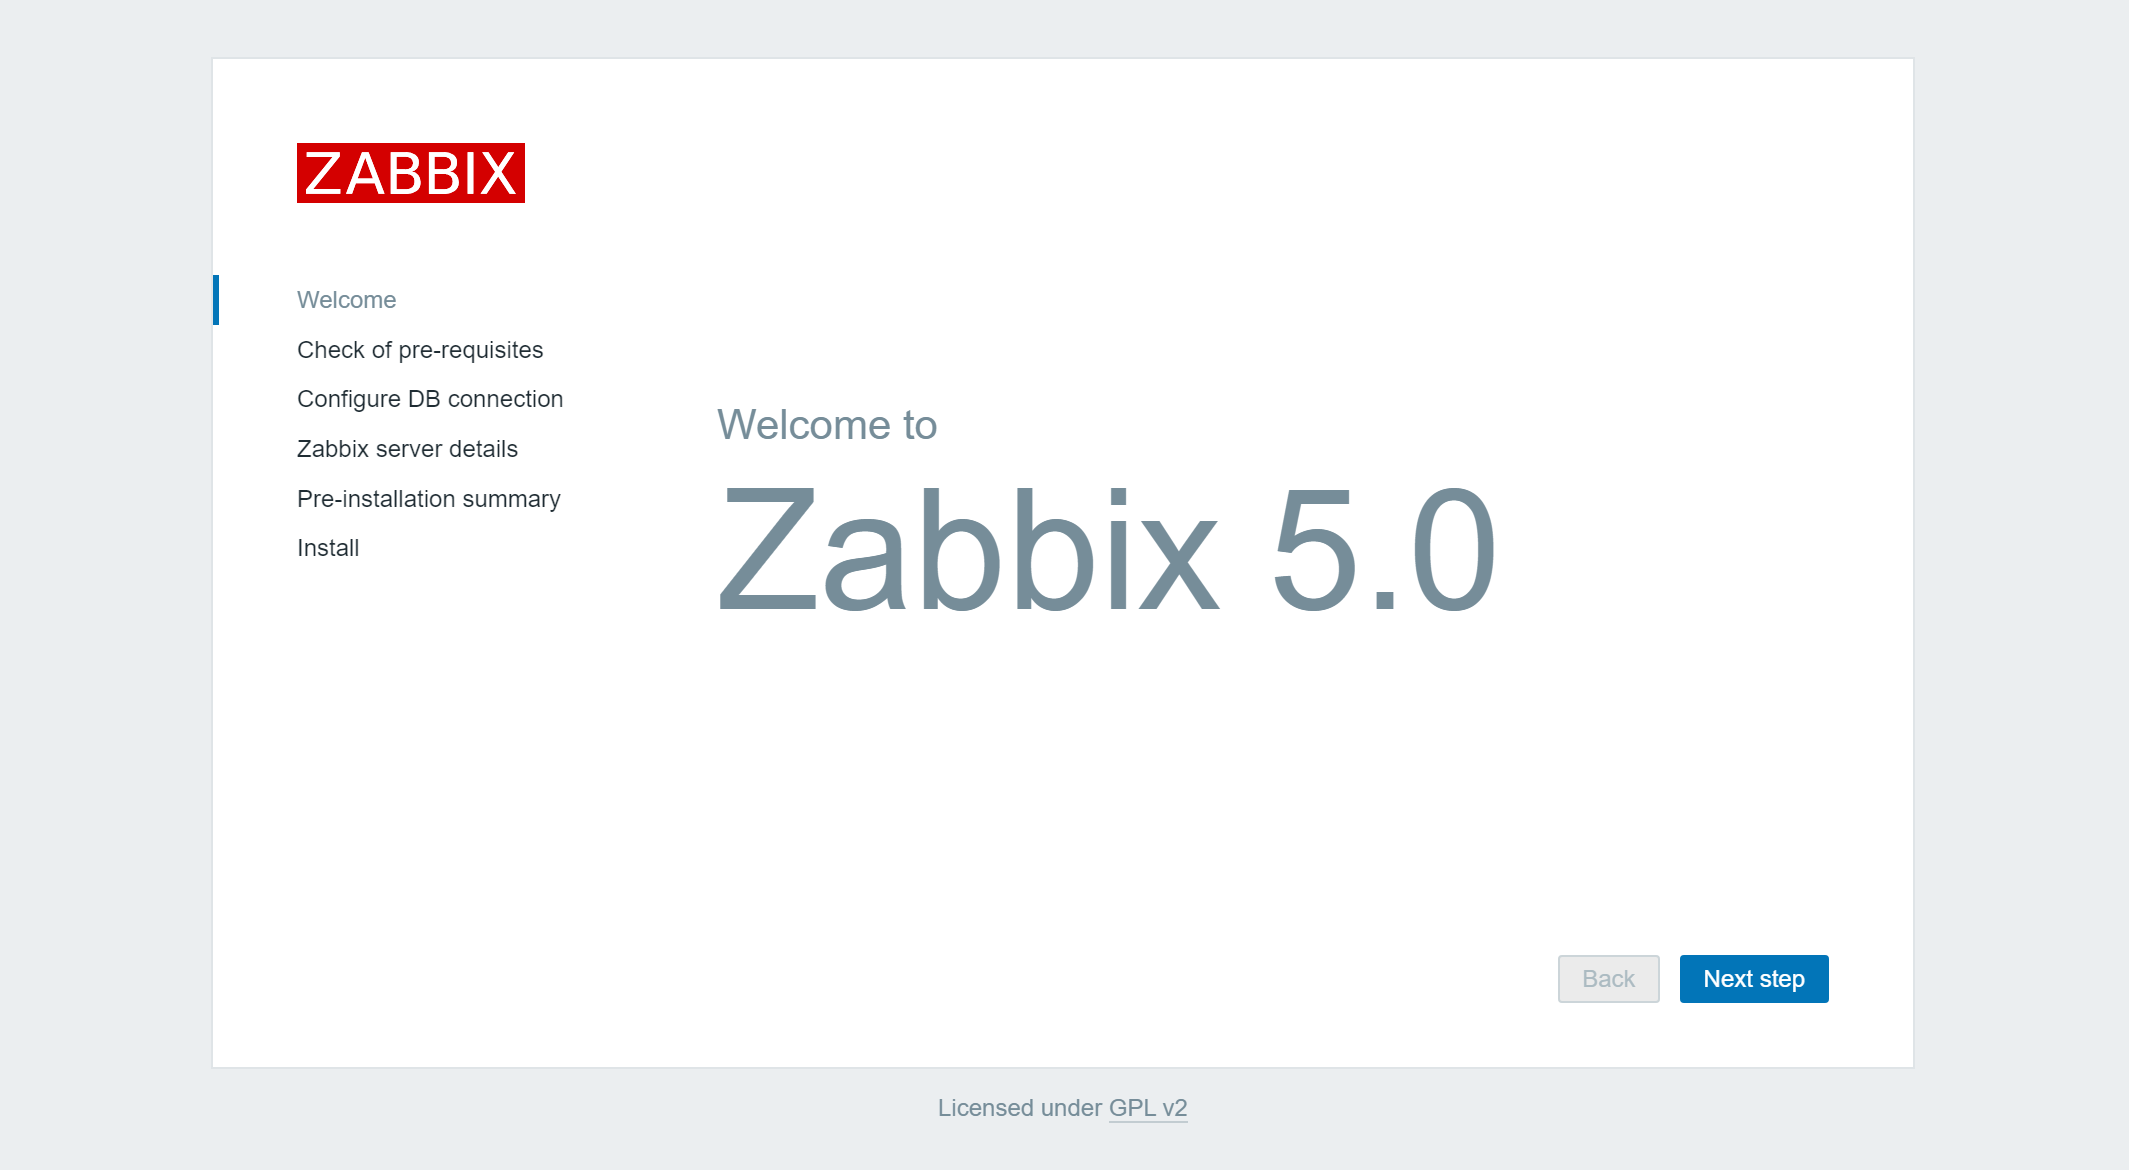 ZABBIX
Welcome
Check of pre-requisites
Configure DB connection
Zabbix server details
Pre-installation summary
Install
Welcome to
Zabbix 5.0
Back
Next step
Licensed under GPL v2